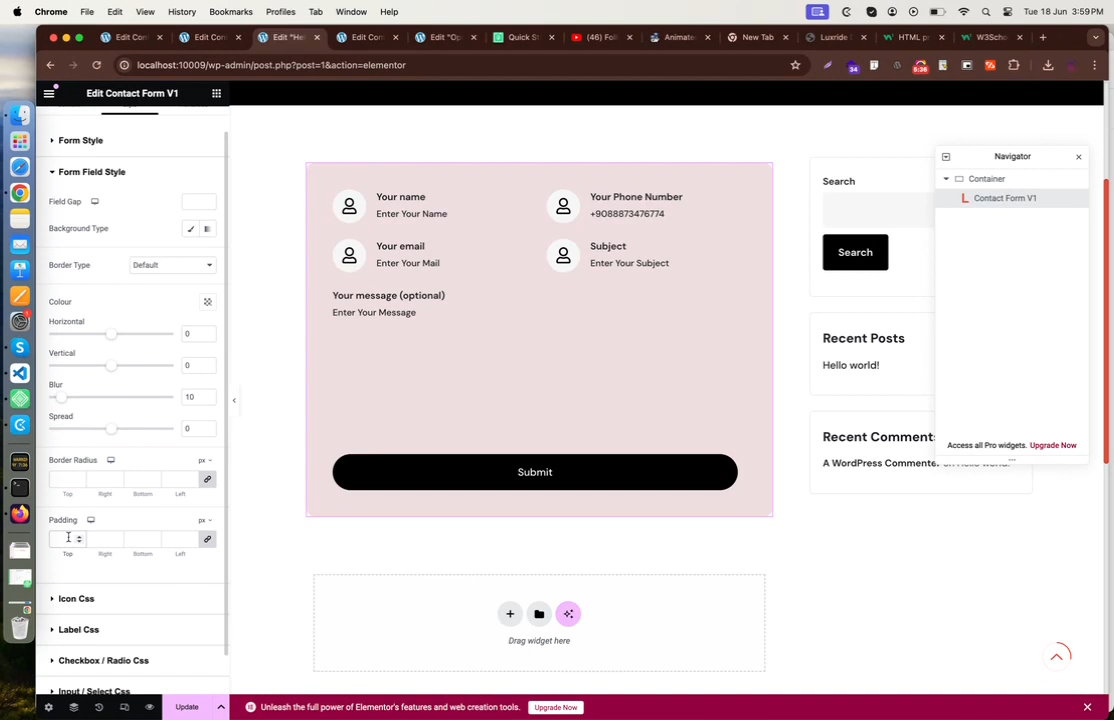 Chrome File Edit View History Bookmarks Profiles Tab Window Help Tue 18 Jun 3:59 PM
Edit Con Edit Con Edit "He Edit Con Edit "Op Quick St (46) Fol Animate New Tab Luxride HTML pr W3Scho
localhost:10009/wp-admin/post.php?post=1&action=elementor
34 5:36
Edit Contact Form V1
Form Style
Form Field Style
Field Gap
Background Type
Border Type Default
Colour
Horizontal
0
Vertical
0
Blur
10
Spread
0
Border Radius px
Top Right Bottom Left
Padding px
Top Right Bottom Left
Icon Css
Label Css
Checkbox / Radio Css
Input / Select Css
Update
Your name
Enter Your Name
Your Phone Number
+9088873476774
Your email
Enter Your Mail
Subject
Enter Your Subject
Your message (optional)
Enter Your Message
Submit
Drag widget here
Search
Search
Recent Posts
Hello world!
Recent Comments
A WordPress Commenter on Hello world!
Navigator
Container
Contact Form V1
Access all Pro widgets. Upgrade Now
Unleash the full power of Elementor's features and web creation tools. Upgrade Now